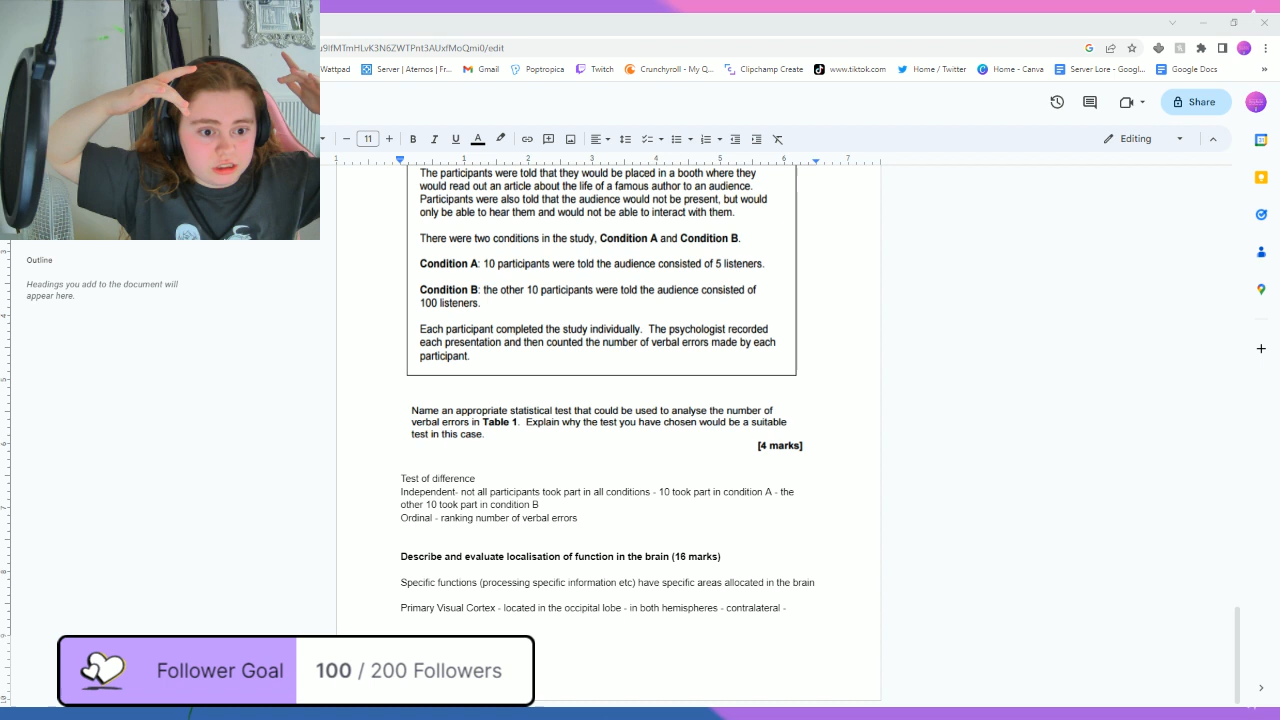 u9lfMTmHLvK3N6ZWTPnt3AUxfMoQmi0/edit
Wattpad
Server | Aternos | Fr...
Gmail
Poptropica
Twitch
Crunchyroll - My Q...
Clipchamp Create
www.tiktok.com
Home / Twitter
Home - Canva
Server Lore - Googl...
Google Docs
»
Share
11
B
I
U
A
Editing
1
1
2
3
4
5
6
7
The participants were told that they would be placed in a booth where they
would read out an article about the life of a famous author to an audience.
Participants were also told that the audience would not be present, but would
only be able to hear them and would not be able to interact with them.
There were two conditions in the study, Condition A and Condition B.
Condition A: 10 participants were told the audience consisted of 5 listeners.
Condition B: the other 10 participants were told the audience consisted of
100 listeners.
Each participant completed the study individually. The psychologist recorded
each presentation and then counted the number of verbal errors made by each
participant.
Outline
Headings you add to the document will
appear here.
Name an appropriate statistical test that could be used to analyse the number of
verbal errors in Table 1. Explain why the test you have chosen would be a suitable
test in this case.
[4 marks]
Test of difference
Independent- not all participants took part in all conditions - 10 took part in condition A - the
other 10 took part in condition B
Ordinal - ranking number of verbal errors
Describe and evaluate localisation of function in the brain (16 marks)
Specific functions (processing specific information etc) have specific areas allocated in the brain
Primary Visual Cortex - located in the occipital lobe - in both hemispheres - contralateral -
Follower Goal
100 / 200 Followers